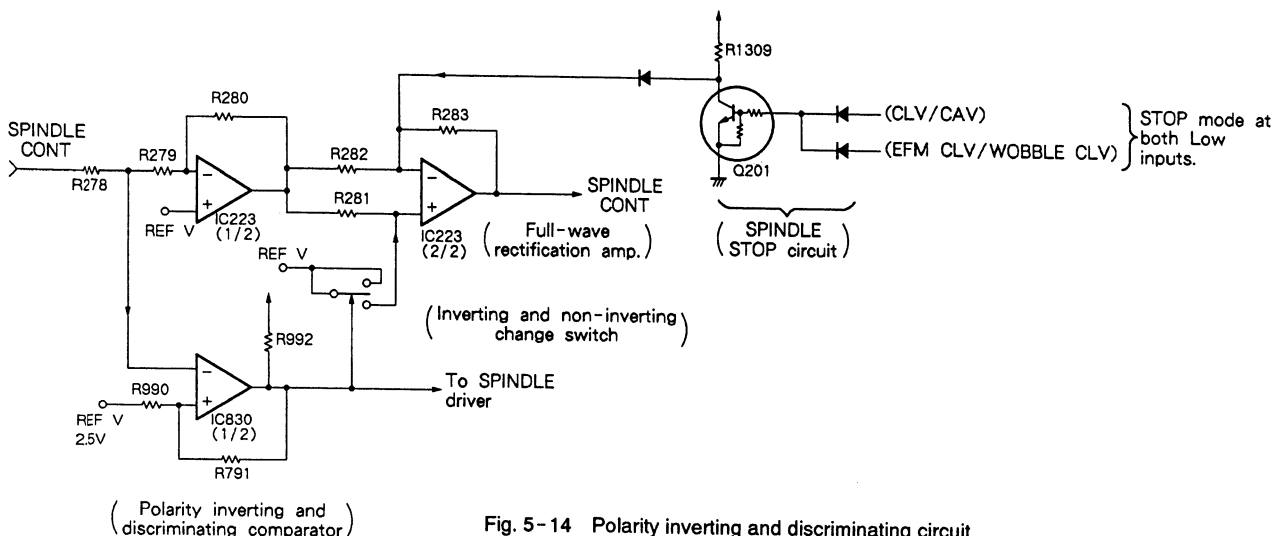 R1309
R280
R283
(CLV/CAV)
SPINDLE
CONT
R279
R282
(EFM CLV/WOBBLE CLV)
STOP mode at
both Low
inputs.
R278
−
+
−
+
Q201
R281
SPINDLE
CONT
REF V
IC223
(1/2)
IC223
(2/2)
(Full-wave
rectification amp.)
(SPINDLE
STOP circuit)
REF V
(Inverting and non-inverting
change switch)
R992
−
+
To SPINDLE
driver
R990
REF V
2.5V
IC830
(1/2)
R791
(Polarity inverting and
discriminating comparator)
Fig. 5-14 Polarity inverting and discriminating circuit